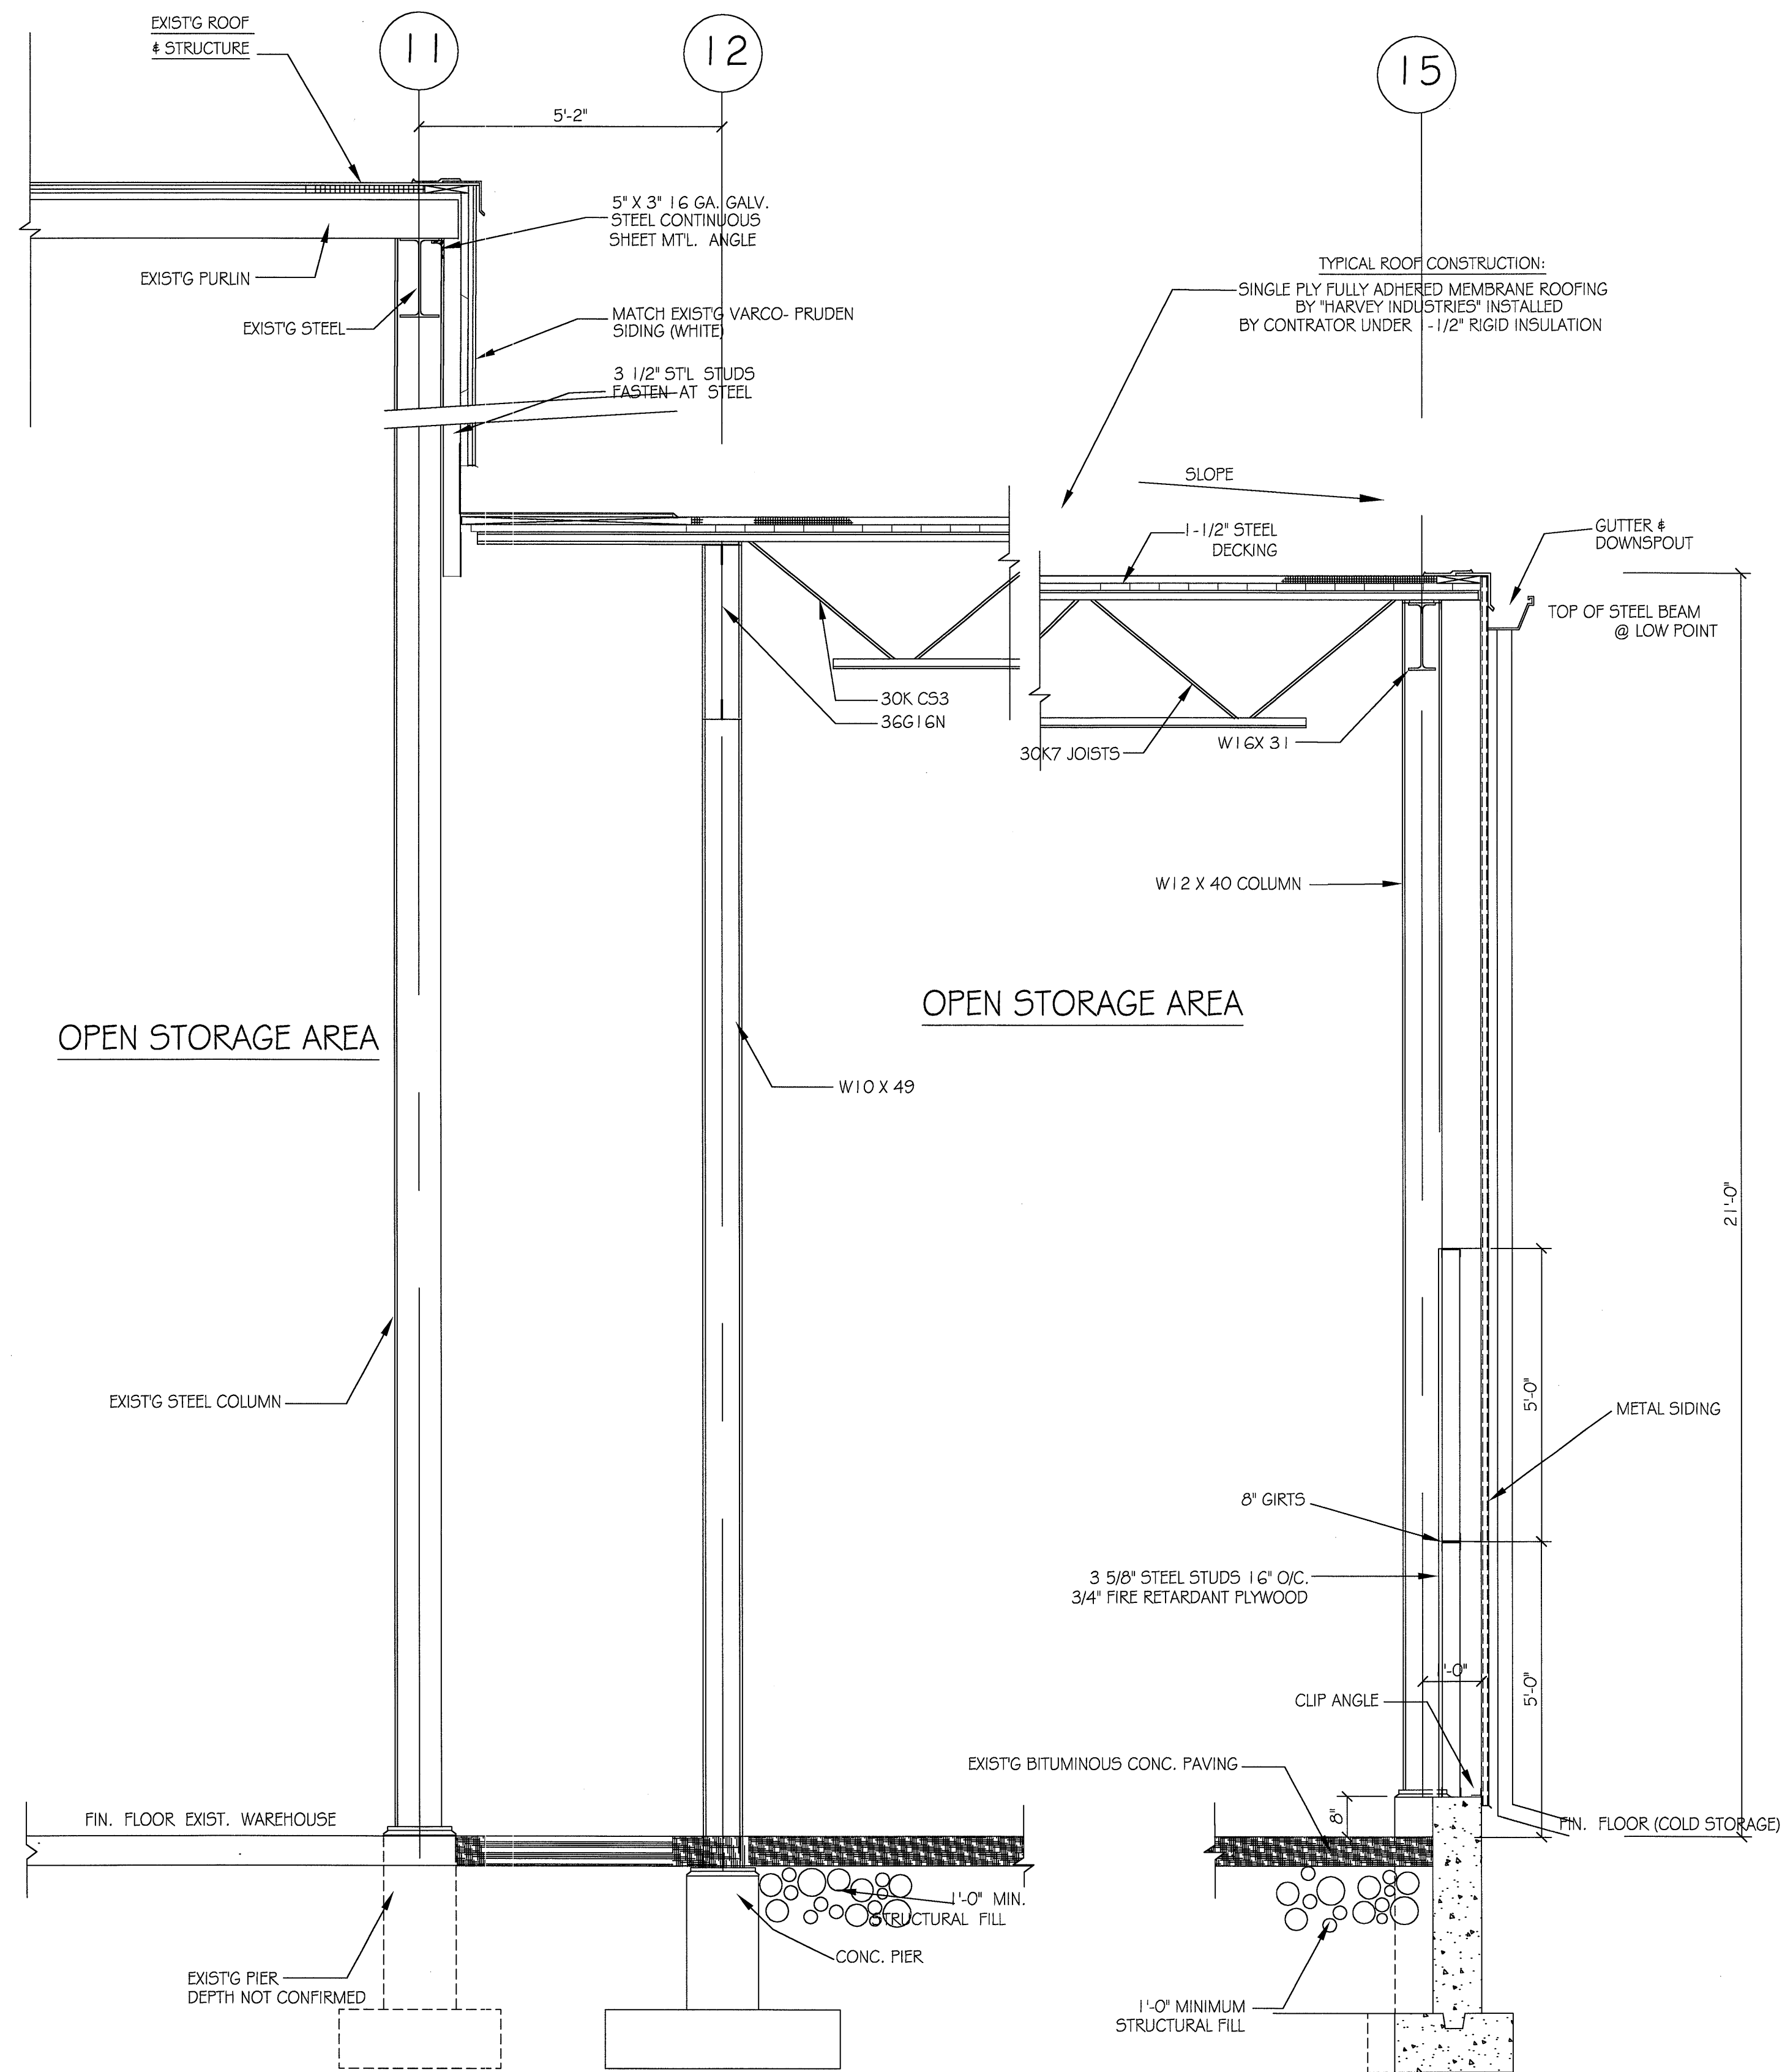 EXIST'G ROOF
& STRUCTURE
11
12
15
5'-2"
5" X 3" 16 GA. GALV.
STEEL CONTINUOUS
SHEET MT'L. ANGLE
EXIST'G PURLIN
EXIST'G STEEL
MATCH EXIST'G VARCO- PRUDEN
SIDING (WHITE)
3 1/2" ST'L STUDS
FASTEN AT STEEL
TYPICAL ROOF CONSTRUCTION:
SINGLE PLY FULLY ADHERED MEMBRANE ROOFING
BY "HARVEY INDUSTRIES" INSTALLED
BY CONTRATOR UNDER 1-1/2" RIGID INSULATION
SLOPE
1-1/2" STEEL
DECKING
GUTTER &
DOWNSPOUT
TOP OF STEEL BEAM
@ LOW POINT
30K CS3
36G16N
30K7 JOISTS
W16X 31
W12 X 40 COLUMN
OPEN STORAGE AREA
OPEN STORAGE AREA
W10 X 49
21'-0"
EXIST'G STEEL COLUMN
5'-0"
METAL SIDING
8" GIRTS
3 5/8" STEEL STUDS 16" O/C.
3/4" FIRE RETARDANT PLYWOOD
1'-0"
5'-0"
CLIP ANGLE
EXIST'G BITUMINOUS CONC. PAVING
8"
FIN. FLOOR EXIST. WAREHOUSE
FIN. FLOOR (COLD STORAGE)
1'-0" MIN.
STRUCTURAL FILL
CONC. PIER
EXIST'G PIER
DEPTH NOT CONFIRMED
1'-0" MINIMUM
STRUCTURAL FILL